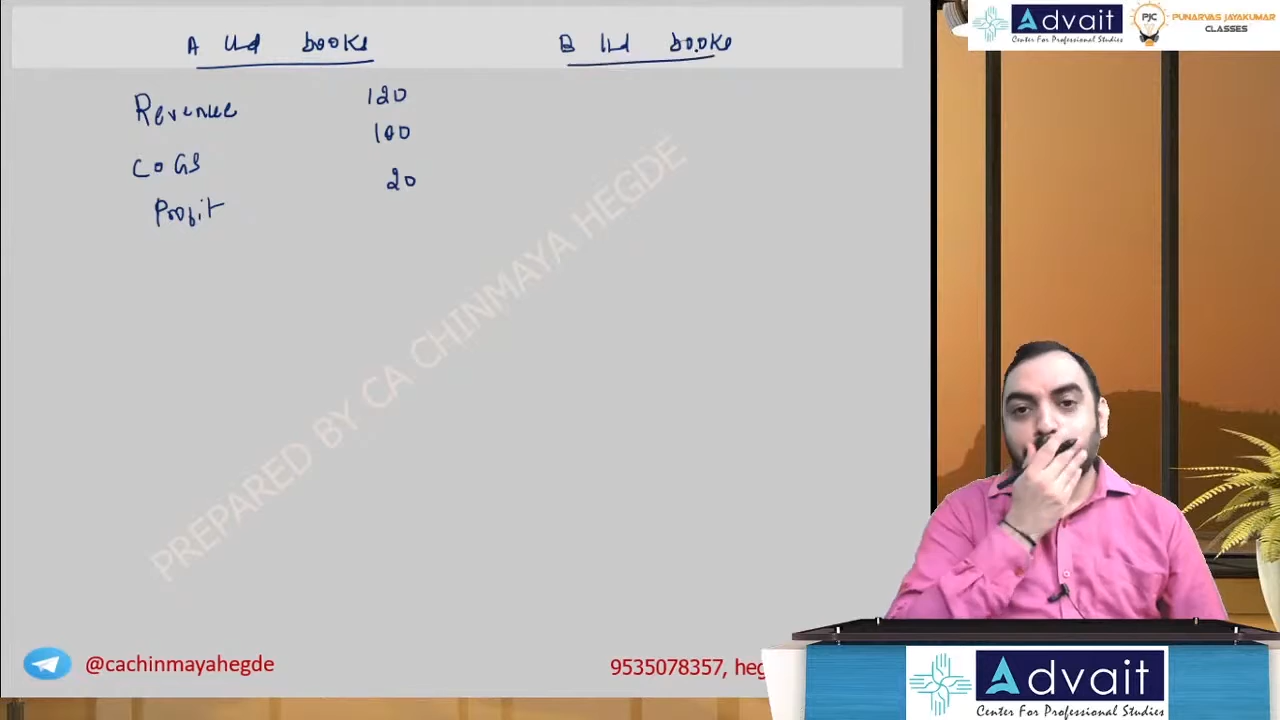 A Ltd books
B Ltd books
Revenue 120
COGS 100
Profit 20
PREPARED BY CA CHINMAYA HEGDE
@cachinmayahegde
9535078357, heg
Advait
Center For Professional Studies
PJC
PUNARVAS JAYAKUMAR
CLASSES
Advait
Center For Professional Studies